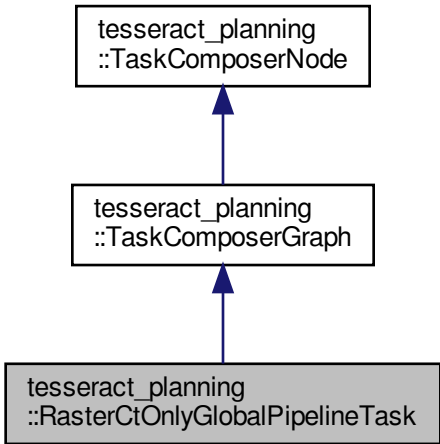 tesseract_planning
::TaskComposerNode
tesseract_planning
::TaskComposerGraph
tesseract_planning
::RasterCtOnlyGlobalPipelineTask